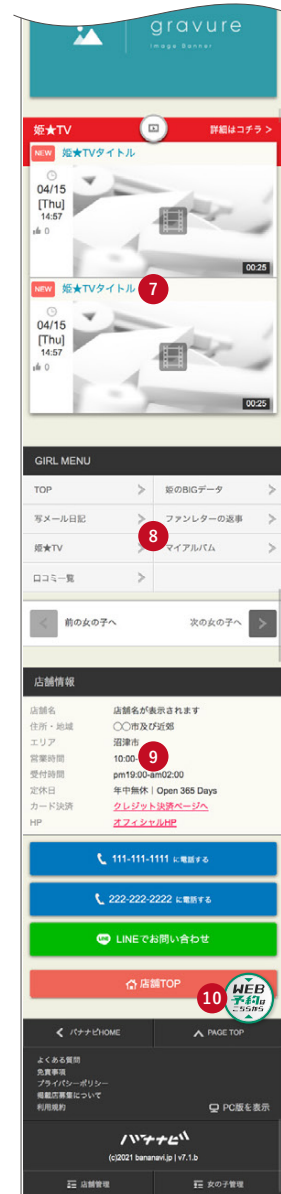 gravure
Image Banner
姫★TV
詳細はコチラ >
NEW 姫★TVタイトル
04/15
[Thu]
14:57
0
00:25
NEW 姫★TVタイトル 7
04/15
[Thu]
14:57
0
00:25
GIRL MENU
TOP
姫のBIGデータ
写メール日記
ファンレターの返事
8
姫★TV
マイアルバム
口コミ一覧
前の女の子へ
次の女の子へ
店舗情報
店舗名 店舗名が表示されます
住所・地域 〇〇市及び近郊
エリア 沼津市
営業時間 10:00- 9
受付時間 pm19:00-am02:00
定休日 年中無休 | Open 365 Days
カード決済 クレジット決済ページへ
HP オフィシャルHP
111-111-1111 に電話する
222-222-2222 に電話する
LINE LINEでお問い合わせ
店舗TOP
10
WEB
予約は
こちらから
バナナビHOME
PAGE TOP
よくある質問
免責事項
プライバシーポリシー
掲載店募集について
利用規約
PC版を表示
バナナビ
(c)2021 bananavi.jp | v7.1.b
店舗管理
女の子管理